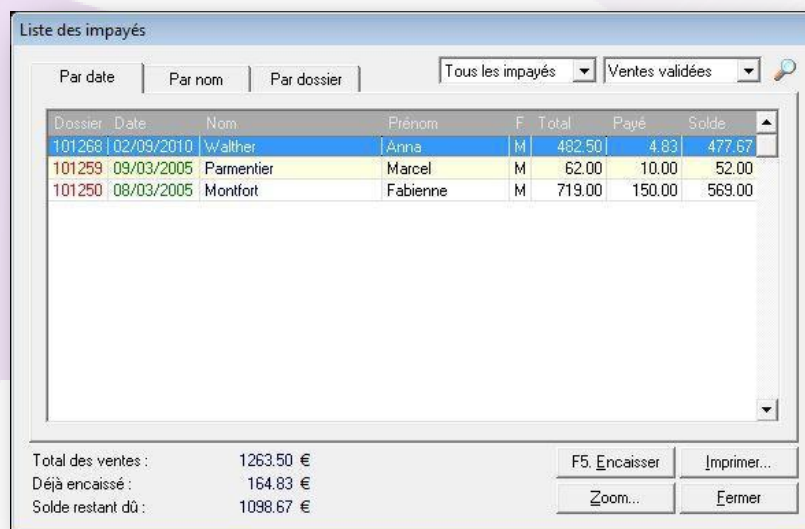 Liste des impayés
Par date Par nom Par dossier Tous les impayés Ventes validées
Dossier Date Nom Prénom F Total Payé Solde
101268 02/09/2010 Walther Anna M 482.50 4.83 477.67
101259 09/03/2005 Parmentier Marcel M 62.00 10.00 52.00
101250 08/03/2005 Montfort Fabienne M 719.00 150.00 569.00
Total des ventes : 1263.50 €
Déjà encaissé : 164.83 €
Solde restant dû : 1098.67 €
F5. Encaisser Imprimer...
Zoom... Fermer